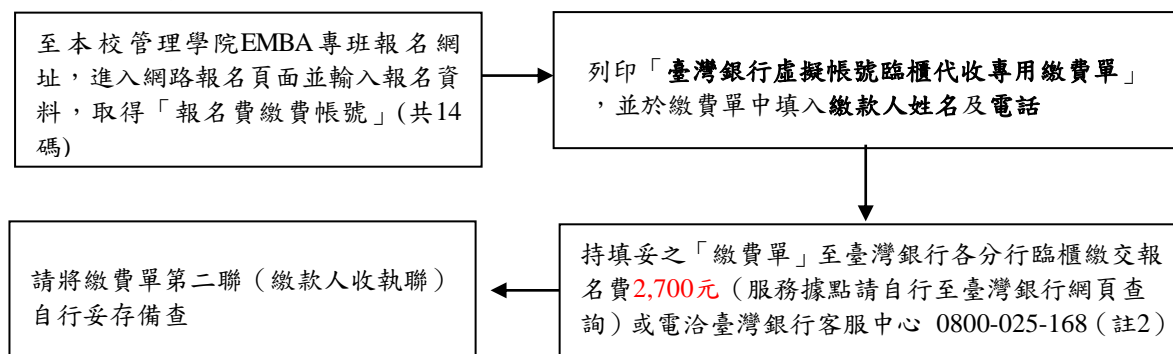 至本校管理學院EMBA專班報名網
址，進入網路報名頁面並輸入報名資
料，取得「報名費繳費帳號」(共14
碼)
列印「臺灣銀行虛擬帳號臨櫃代收專用繳費單」
，並於繳費單中填入繳款人姓名及電話
持填妥之「繳費單」至臺灣銀行各分行臨櫃繳交報
名費2,700元（服務據點請自行至臺灣銀行網頁查
詢）或電洽臺灣銀行客服中心 0800-025-168（註2）
請將繳費單第二聯（繳款人收執聯）
自行妥存備查